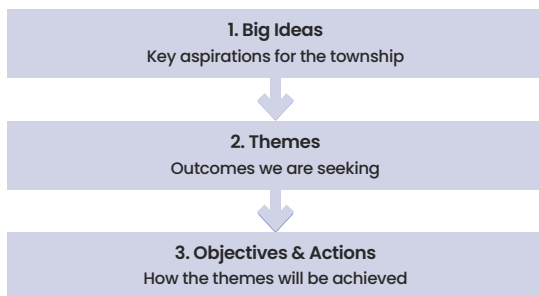 1. Big Ideas
Key aspirations for the township
2. Themes
Outcomes we are seeking
3. Objectives & Actions
How the themes will be achieved